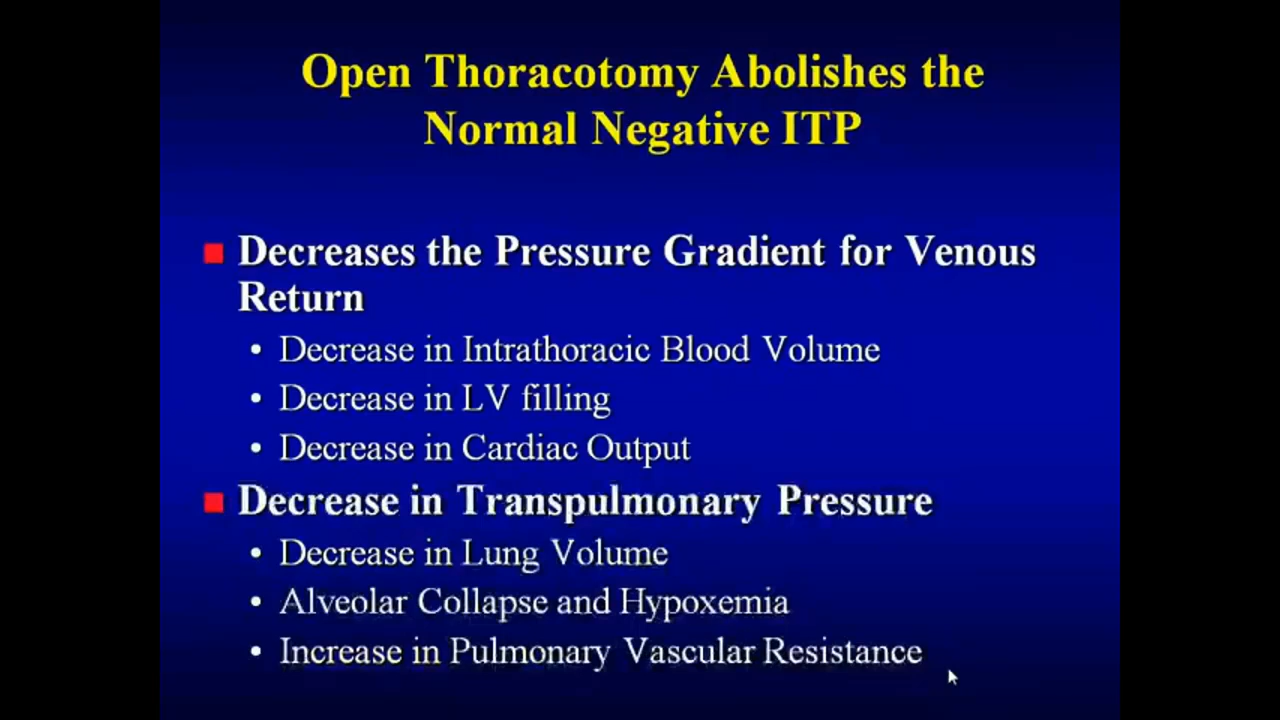 Open Thoracotomy Abolishes the
Normal Negative ITP
Decreases the Pressure Gradient for Venous
Return
• Decrease in Intrathoracic Blood Volume
• Decrease in LV filling
• Decrease in Cardiac Output
Decrease in Transpulmonary Pressure
• Decrease in Lung Volume
• Alveolar Collapse and Hypoxemia
• Increase in Pulmonary Vascular Resistance